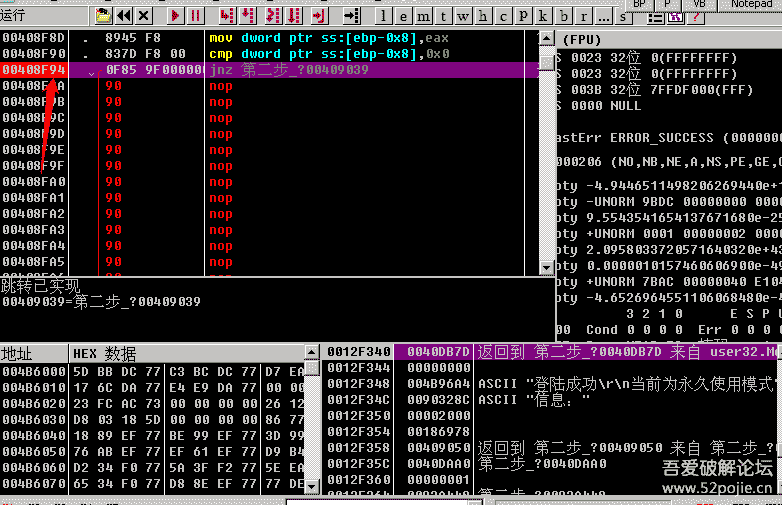 运行 l e m t w h c p k b r ... s BP P VB Notepad
00408F8D . 8945 F8 mov dword ptr ss:[ebp-0x8],eax
00408F90 . 837D F8 00 cmp dword ptr ss:[ebp-0x8],0x0
00408F94 . 0F85 9F000000 jnz 第二步_?00409039
90 nop
90 nop
00408F9C 90 nop
00408F9D 90 nop
00408F9E 90 nop
00408F9F 90 nop
00408FA0 90 nop
00408FA1 90 nop
00408FA2 90 nop
00408FA3 90 nop
00408FA4 90 nop
00408FA5 90 nop
跳转已实现
00409039=第二步_?00409039
(FPU)
S 0023 32位 0(FFFFFFFF)
S 0023 32位 0(FFFFFFFF)
S 003B 32位 7FFDF000(FFF)
S 0000 NULL
astErr ERROR_SUCCESS (0000000
000206 (NO,NB,NE,A,NS,PE,GE,
pty -4.9446511498206269440e+
pty -UNORM 9BDC 00000000 0000
pty 9.5543541654137671680e-2
pty +UNORM 0001 00000002 0000
pty 2.0958033720571640320e+4
pty 0.0000010157460606900e-4
pty +UNORM 7BAC 00000040 E104
pty -4.6526964551106068480e-4
3 2 1 0 E S P U
00 Cond 0 0 0 0 Err 0 0 0 0
地址 HEX 数据
004B6000 5D BB DC 77 C3 BC DC 77 D7 EA
004B6010 17 6C DA 77 E4 E9 DA 77 00 00
004B6020 23 FC AC 73 00 00 00 00 26 12
004B6030 D8 03 18 5D 00 00 00 00 86 77
004B6040 18 89 EF 77 BE 99 EF 77 3D 99
004B6050 76 AB EF 77 EF 61 EF 77 D9 B4
004B6060 D2 34 F0 77 5A 3F F2 77 5E EA
004B6070 65 34 F0 77 D8 8E EF 77 77 DE
0012F340 0040DB7D 返回到 第二步_?0040DB7D 来自 user32.Me
0012F344 00000000
0012F348 004B96A4 ASCII "登陆成功\r\n当前为永久使用模式"
0012F34C 0090328C ASCII "信息："
0012F350 00002000
0012F354 00186978
0012F358 00409050 返回到 第二步_?00409050 来自 第二步_?
0012F35C 0040DAA0 第二步_?0040DAA0
0012F360 00000001
吾爱破解论坛
www.52pojie.cn